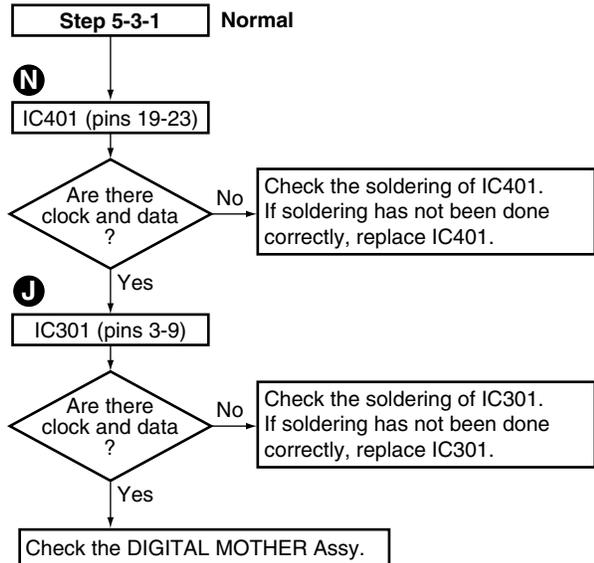 Step 5-3-1 Normal
N
IC401 (pins 19-23)
Are there
clock and data
?
No
Check the soldering of IC401.
If soldering has not been done
correctly, replace IC401.
Yes
J
IC301 (pins 3-9)
Are there
clock and data
?
No
Check the soldering of IC301.
If soldering has not been done
correctly, replace IC301.
Yes
Check the DIGITAL MOTHER Assy.